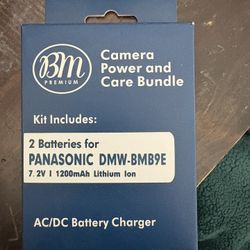 BM
PREMIUM
Camera
Power and
Care Bundle
Kit Includes:
2 Batteries for
PANASONIC DMW-BMB9E
7.2V I 1200mAh Lithium Ion
AC/DC Battery Charger